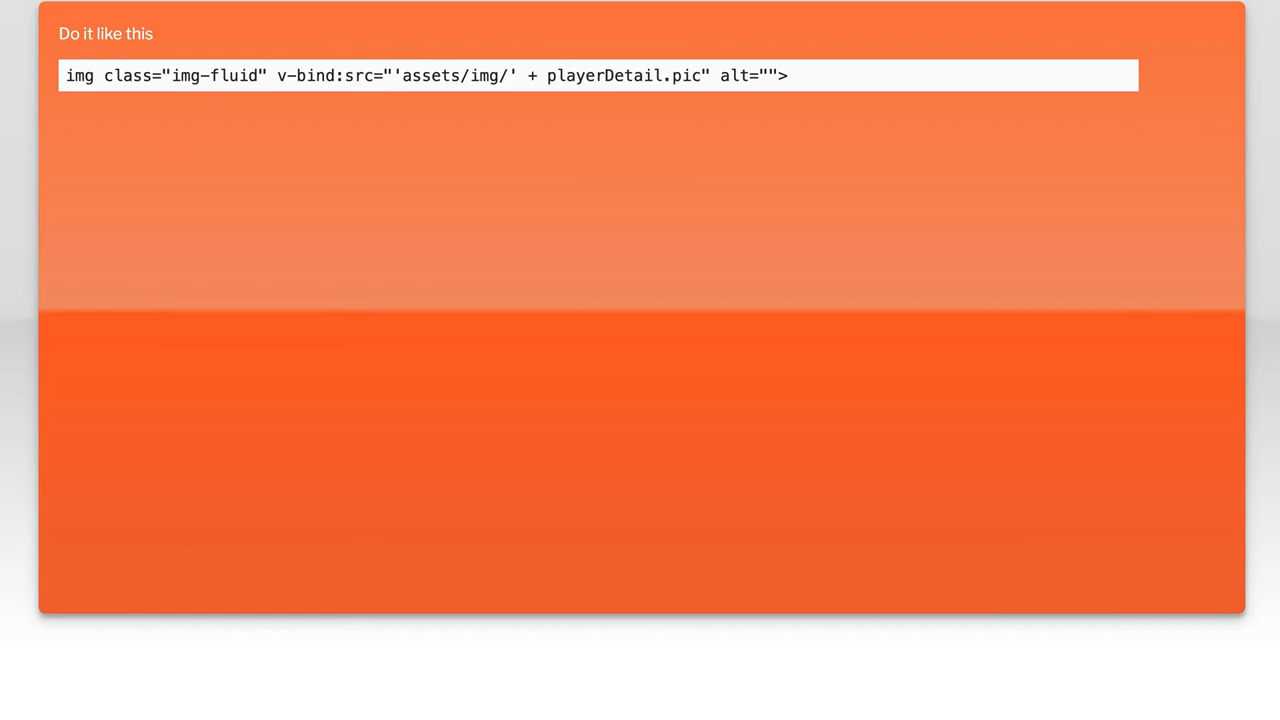 Do it like this
img class="img-fluid" v-bind:src="'assets/img/' + playerDetail.pic" alt="">